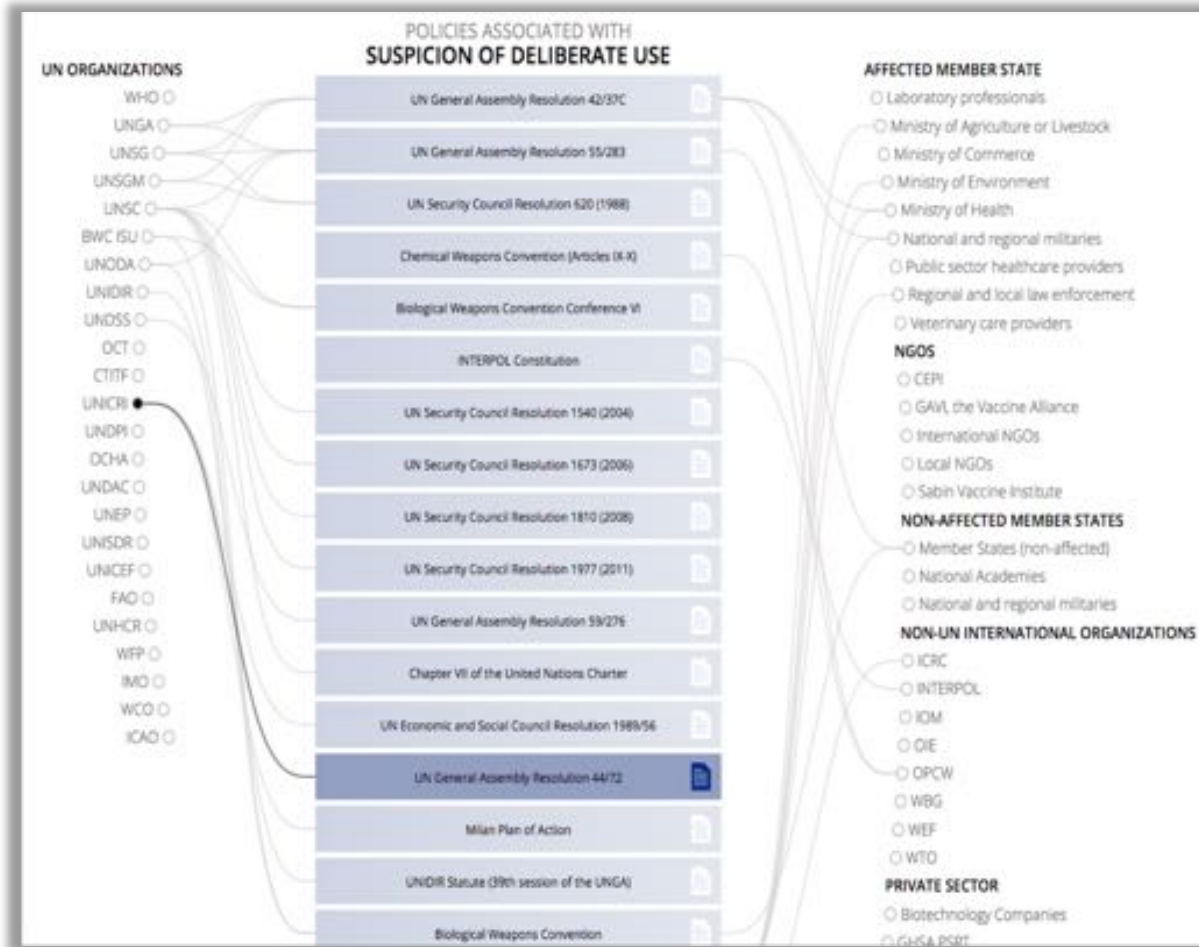 POLICIES ASSOCIATED WITH
SUSPICION OF DELIBERATE USE
UN ORGANIZATIONS
WHO
UNGA
UNSG
UNSGM
UNSC
BWC ISU
UNODA
UNIDIR
UNDSS
OCT
CTITF
UNICRI
UNDPI
OCHA
UNDAC
UNEP
UNISDR
UNICEF
FAO
UNHCR
WFP
IMO
WCO
ICAO
UN General Assembly Resolution 42/37C
UN General Assembly Resolution 55/283
UN Security Council Resolution 620 (1988)
Chemical Weapons Convention (Articles IX-X)
Biological Weapons Convention Conference VI
INTERPOL Constitution
UN Security Council Resolution 1540 (2004)
UN Security Council Resolution 1673 (2006)
UN Security Council Resolution 1810 (2008)
UN Security Council Resolution 1977 (2011)
UN General Assembly Resolution 59/276
Chapter VII of the United Nations Charter
UN Economic and Social Council Resolution 1989/56
UN General Assembly Resolution 44/72
Milan Plan of Action
UNIDIR Statute (39th session of the UNGA)
Biological Weapons Convention
AFFECTED MEMBER STATE
Laboratory professionals
Ministry of Agriculture or Livestock
Ministry of Commerce
Ministry of Environment
Ministry of Health
National and regional militaries
Public sector healthcare providers
Regional and local law enforcement
Veterinary care providers
NGOS
CEPI
GAVI, the Vaccine Alliance
International NGOs
Local NGOs
Sabin Vaccine Institute
NON-AFFECTED MEMBER STATES
Member States (non-affected)
National Academies
National and regional militaries
NON-UN INTERNATIONAL ORGANIZATIONS
ICRC
INTERPOL
IOM
OIE
OPCW
WBG
WEF
WTO
PRIVATE SECTOR
Biotechnology Companies
GHSA PSRT